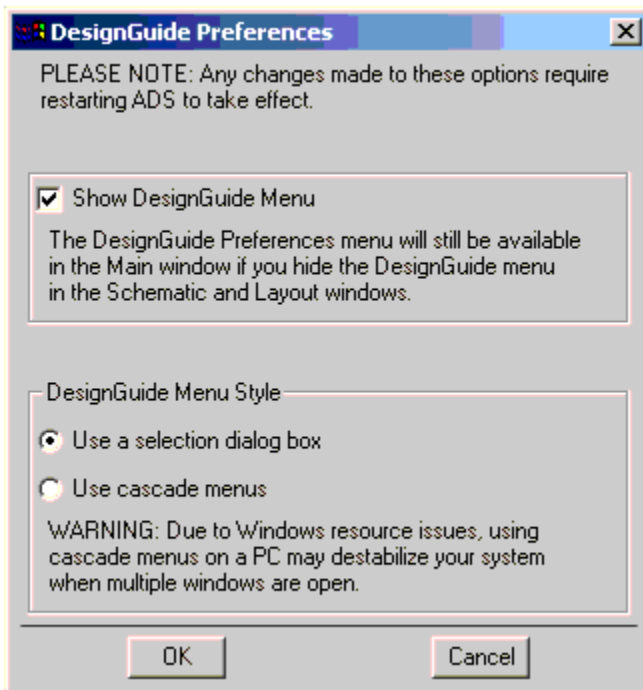 DesignGuide Preferences
PLEASE NOTE: Any changes made to these options require
restarting ADS to take effect.
Show DesignGuide Menu
The DesignGuide Preferences menu will still be available
in the Main window if you hide the DesignGuide menu
in the Schematic and Layout windows.
DesignGuide Menu Style
Use a selection dialog box
Use cascade menus
WARNING: Due to Windows resource issues, using
cascade menus on a PC may destabilize your system
when multiple windows are open.
OK
Cancel